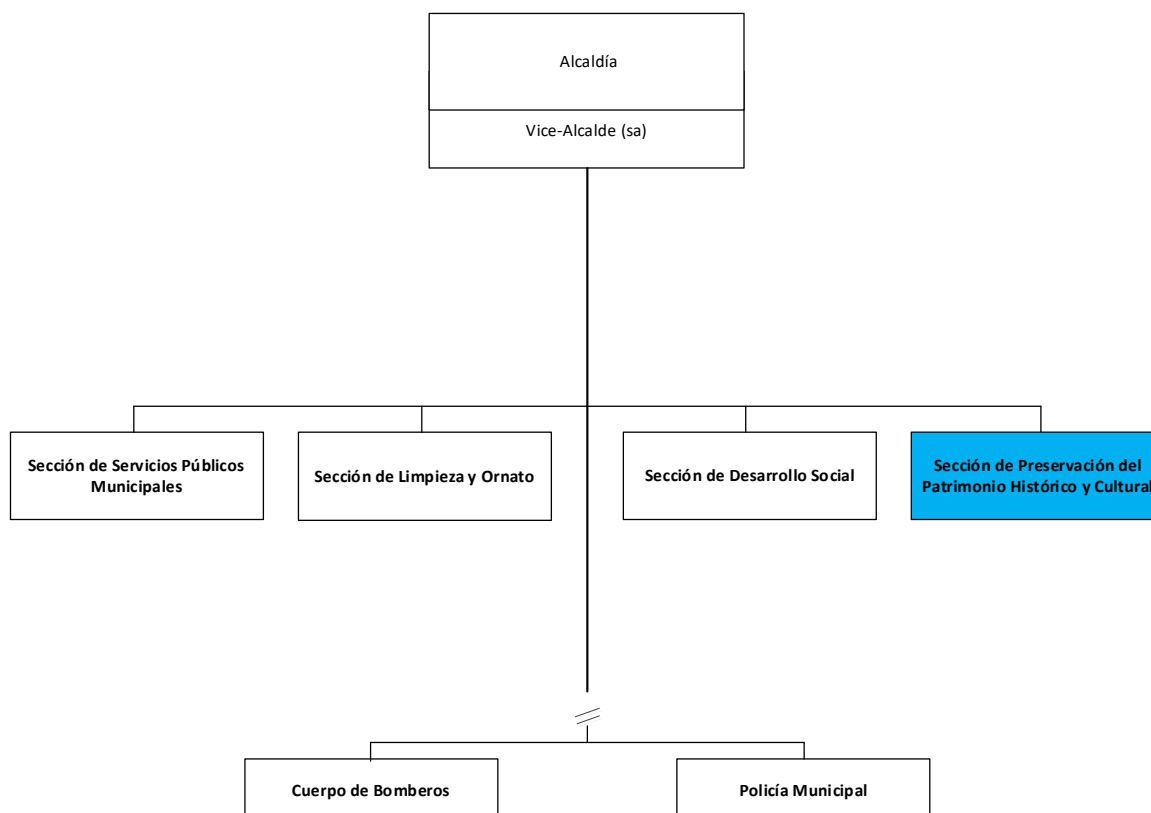 Alcaldía
Vice-Alcalde (sa)
Sección de Servicios Públicos
Municipales
Sección de Limpieza y Ornato
Sección de Desarrollo Social
Sección de Preservación del
Patrimonio Histórico y Cultural
Cuerpo de Bomberos
Policía Municipal